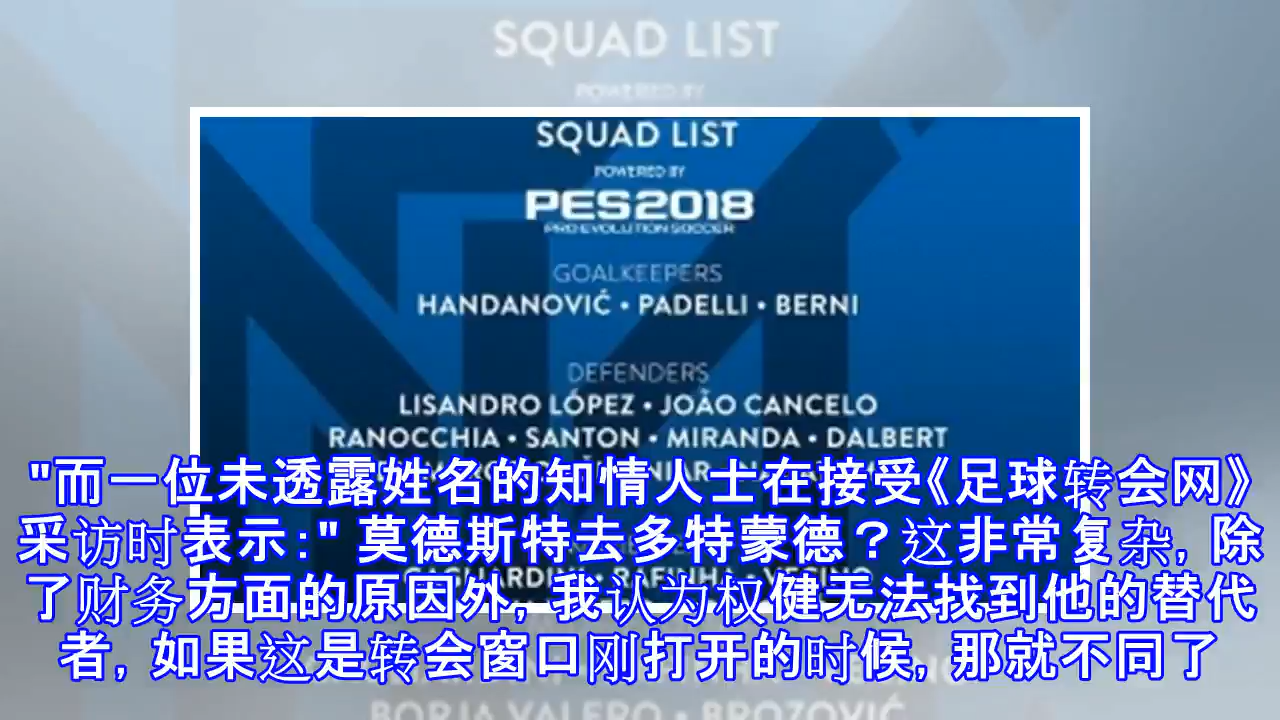 SQUAD LIST
POWERED BY
SQUAD LIST
POWERED BY
PES2018
PRO EVOLUTION SOCCER
GOALKEEPERS
HANDANOVIĆ • PADELLI • BERNI
DEFENDERS
LISANDRO LÓPEZ • JOÃO CANCELO
RANOCCHIA • SANTON • MIRANDA • DALBERT
"而一位未透露姓名的知情人士在接受《足球转会网》
采访时表示:" 莫德斯特去多特蒙德？这非常复杂, 除
了财务方面的原因外, 我认为权健无法找到他的替代
者, 如果这是转会窗口刚打开的时候, 那就不同了
BORJA VALERO • BROZOVIĆ